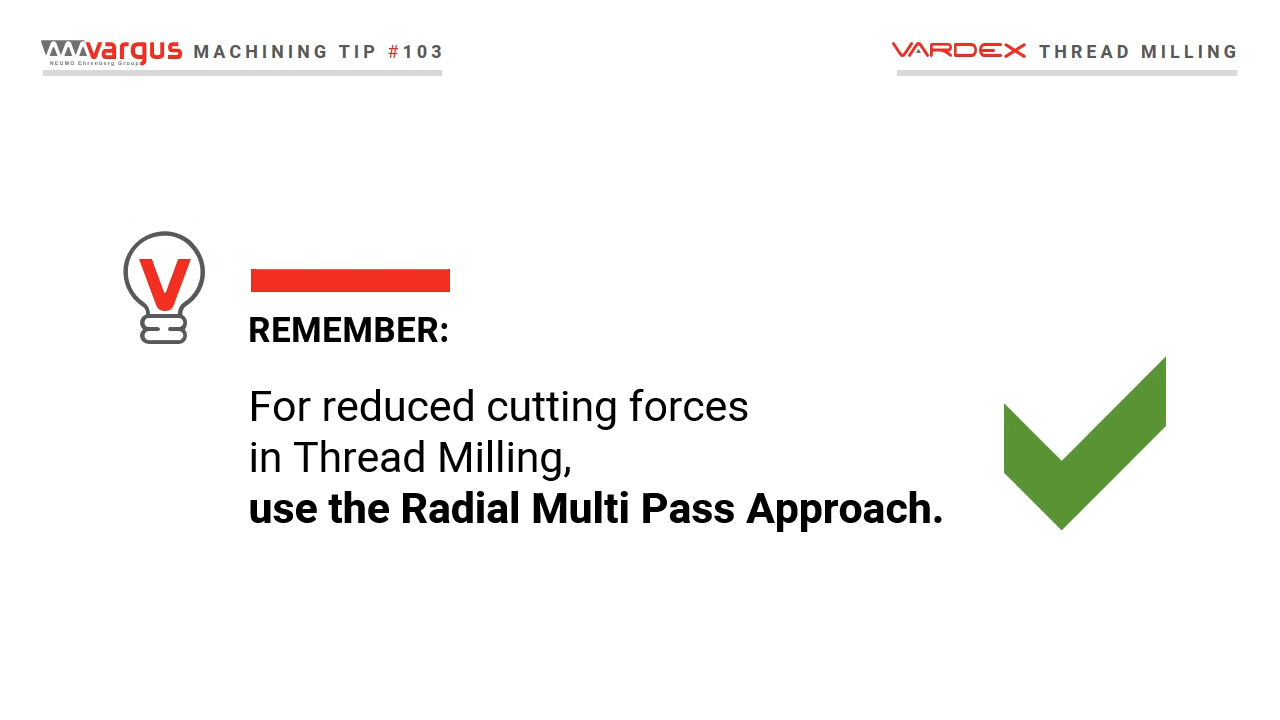 vargus MACHINING TIP #103
NEUMO Ehrenberg Group
VARDEX THREAD MILLING
V
REMEMBER:
For reduced cutting forces
in Thread Milling,
use the Radial Multi Pass Approach.